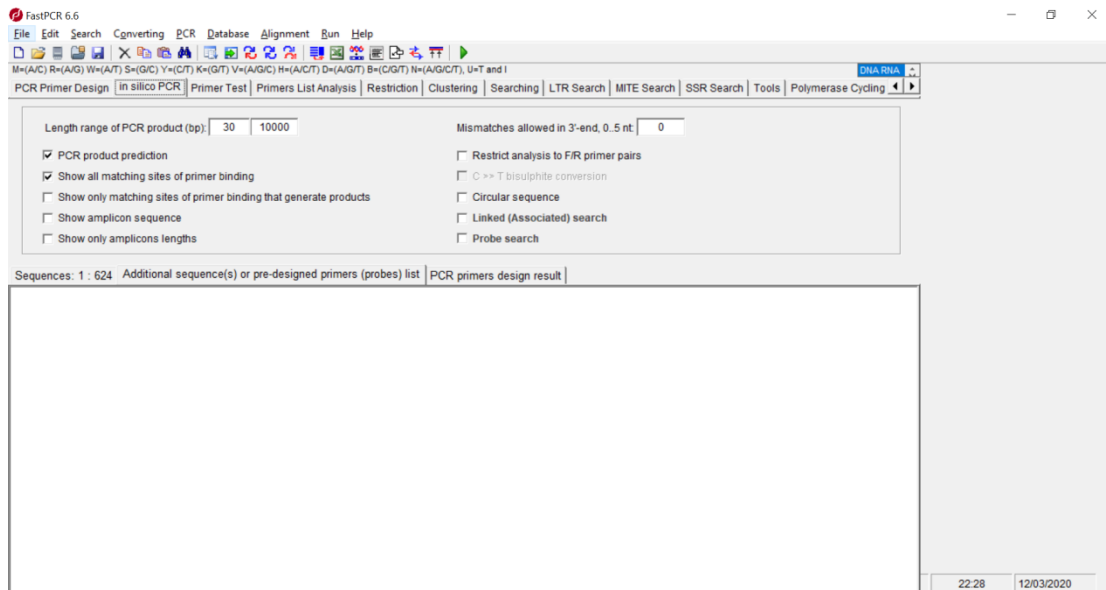 FastPCR 6.6
File Edit Search Converting PCR Database Alignment Run Help
M=(A/C) R=(A/G) W=(A/T) S=(G/C) Y=(C/T) K=(G/T) V=(A/G/C) H=(A/C/T) D=(A/G/T) B=(C/G/T) N=(A/G/C/T), U=T and I DNA RNA
PCR Primer Design in silico PCR Primer Test Primers List Analysis Restriction Clustering Searching LTR Search MITE Search SSR Search Tools Polymerase Cycling
Length range of PCR product (bp): 30 10000 Mismatches allowed in 3'-end, 0..5 nt: 0
PCR product prediction Restrict analysis to F/R primer pairs
Show all matching sites of primer binding C >> T bisulphite conversion
Show only matching sites of primer binding that generate products Circular sequence
Show amplicon sequence Linked (Associated) search
Show only amplicons lengths Probe search
Sequences: 1 : 624 Additional sequence(s) or pre-designed primers (probes) list PCR primers design result
22:28 12/03/2020